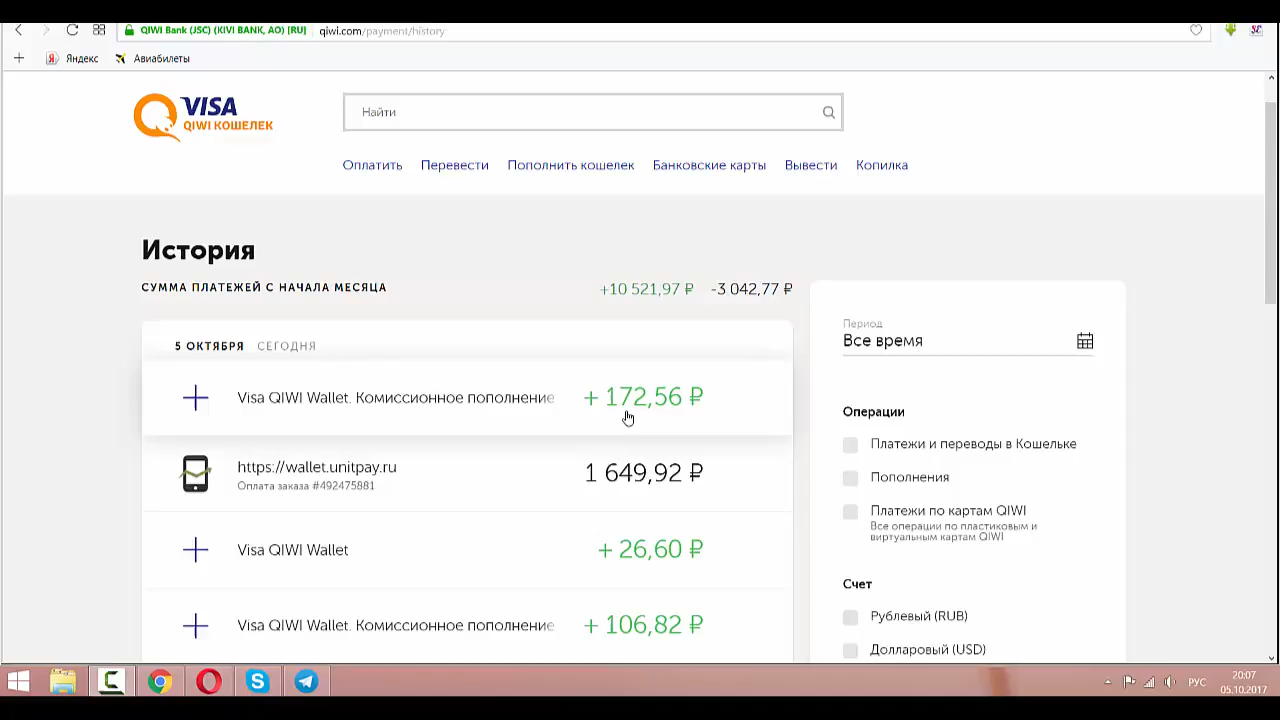 QIWI Bank (JSC) (KIVI BANK, AO) [RU] qiwi.com/payment/history
Яндекс Авиабилеты
VISA
QIWI КОШЕЛЕК
Найти
Оплатить Перевести Пополнить кошелек Банковские карты Вывести Копилка
История
СУММА ПЛАТЕЖЕЙ С НАЧАЛА МЕСЯЦА +10 521,97 ₽ -3 042,77 ₽
5 ОКТЯБРЯ СЕГОДНЯ
Visa QIWI Wallet. Комиссионное пополнение + 172,56 ₽
https://wallet.unitpay.ru 1 649,92 ₽
Оплата заказа #492475881
Visa QIWI Wallet + 26,60 ₽
Visa QIWI Wallet. Комиссионное пополнение + 106,82 ₽
Период
Все время
Операции
Платежи и переводы в Кошельке
Пополнения
Платежи по картам QIWI
Все операции по пластиковым и
виртуальным картам QIWI
Счет
Рублевый (RUB)
Долларовый (USD)
РУС 20:07
05.10.2017